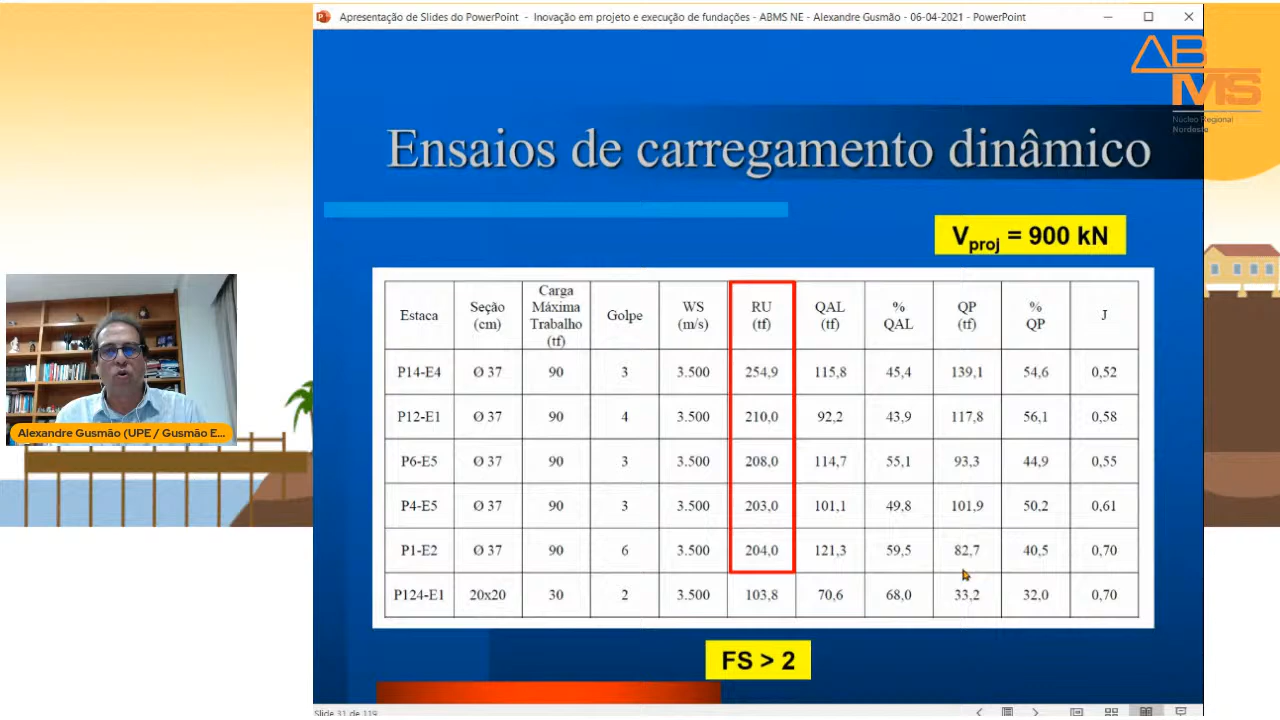 Apresentação de Slides do PowerPoint - Inovação em projeto e execução de fundações - ABMS NE - Alexandre Gusmão - 06-04-2021 - PowerPoint
ABMS
Núcleo Regional
Nordeste
Ensaios de carregamento dinâmico
Vproj = 900 kN
Estaca Seção (cm) Carga Máxima Trabalho (tf) Golpe WS (m/s) RU (tf) QAL (tf) % QAL QP (tf) % QP J
P14-E4 Ø 37 90 3 3.500 254,9 115,8 45,4 139,1 54,6 0,52
P12-E1 Ø 37 90 4 3.500 210,0 92,2 43,9 117,8 56,1 0,58
P6-E5 Ø 37 90 3 3.500 208,0 114,7 55,1 93,3 44,9 0,55
P4-E5 Ø 37 90 3 3.500 203,0 101,1 49,8 101,9 50,2 0,61
P1-E2 Ø 37 90 6 3.500 204,0 121,3 59,5 82,7 40,5 0,70
P124-E1 20x20 30 2 3.500 103,8 70,6 68,0 33,2 32,0 0,70
FS > 2
Alexandre Gusmão (UPE / Gusmão E...
Slide 31 de 119